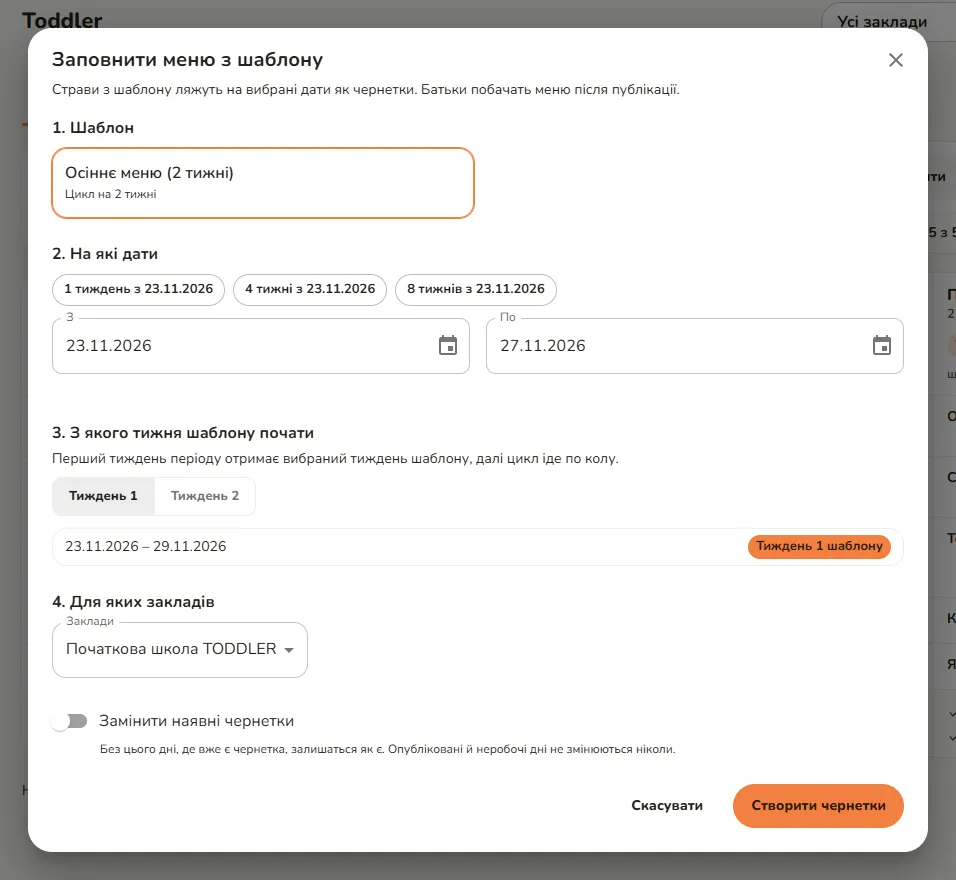 Toddler
Усі заклади
Заповнити меню з шаблону
Страви з шаблону ляжуть на вибрані дати як чернетки. Батьки побачать меню після публікації.
1. Шаблон
Осіннє меню (2 тижні)
Цикл на 2 тижні
2. На які дати
1 тиждень з 23.11.2026
4 тижні з 23.11.2026
8 тижнів з 23.11.2026
З
По
23.11.2026
27.11.2026
3. З якого тижня шаблону почати
Перший тиждень періоду отримає вибраний тиждень шаблону, далі цикл іде по колу.
Тиждень 1
Тиждень 2
23.11.2026 – 29.11.2026
Тиждень 1 шаблону
4. Для яких закладів
Заклади
Початкова школа TODDLER
Замінити наявні чернетки
Без цього дні, де вже є чернетка, залишаться як є. Опубліковані й неробочі дні не змінюються ніколи.
Скасувати
Створити чернетки